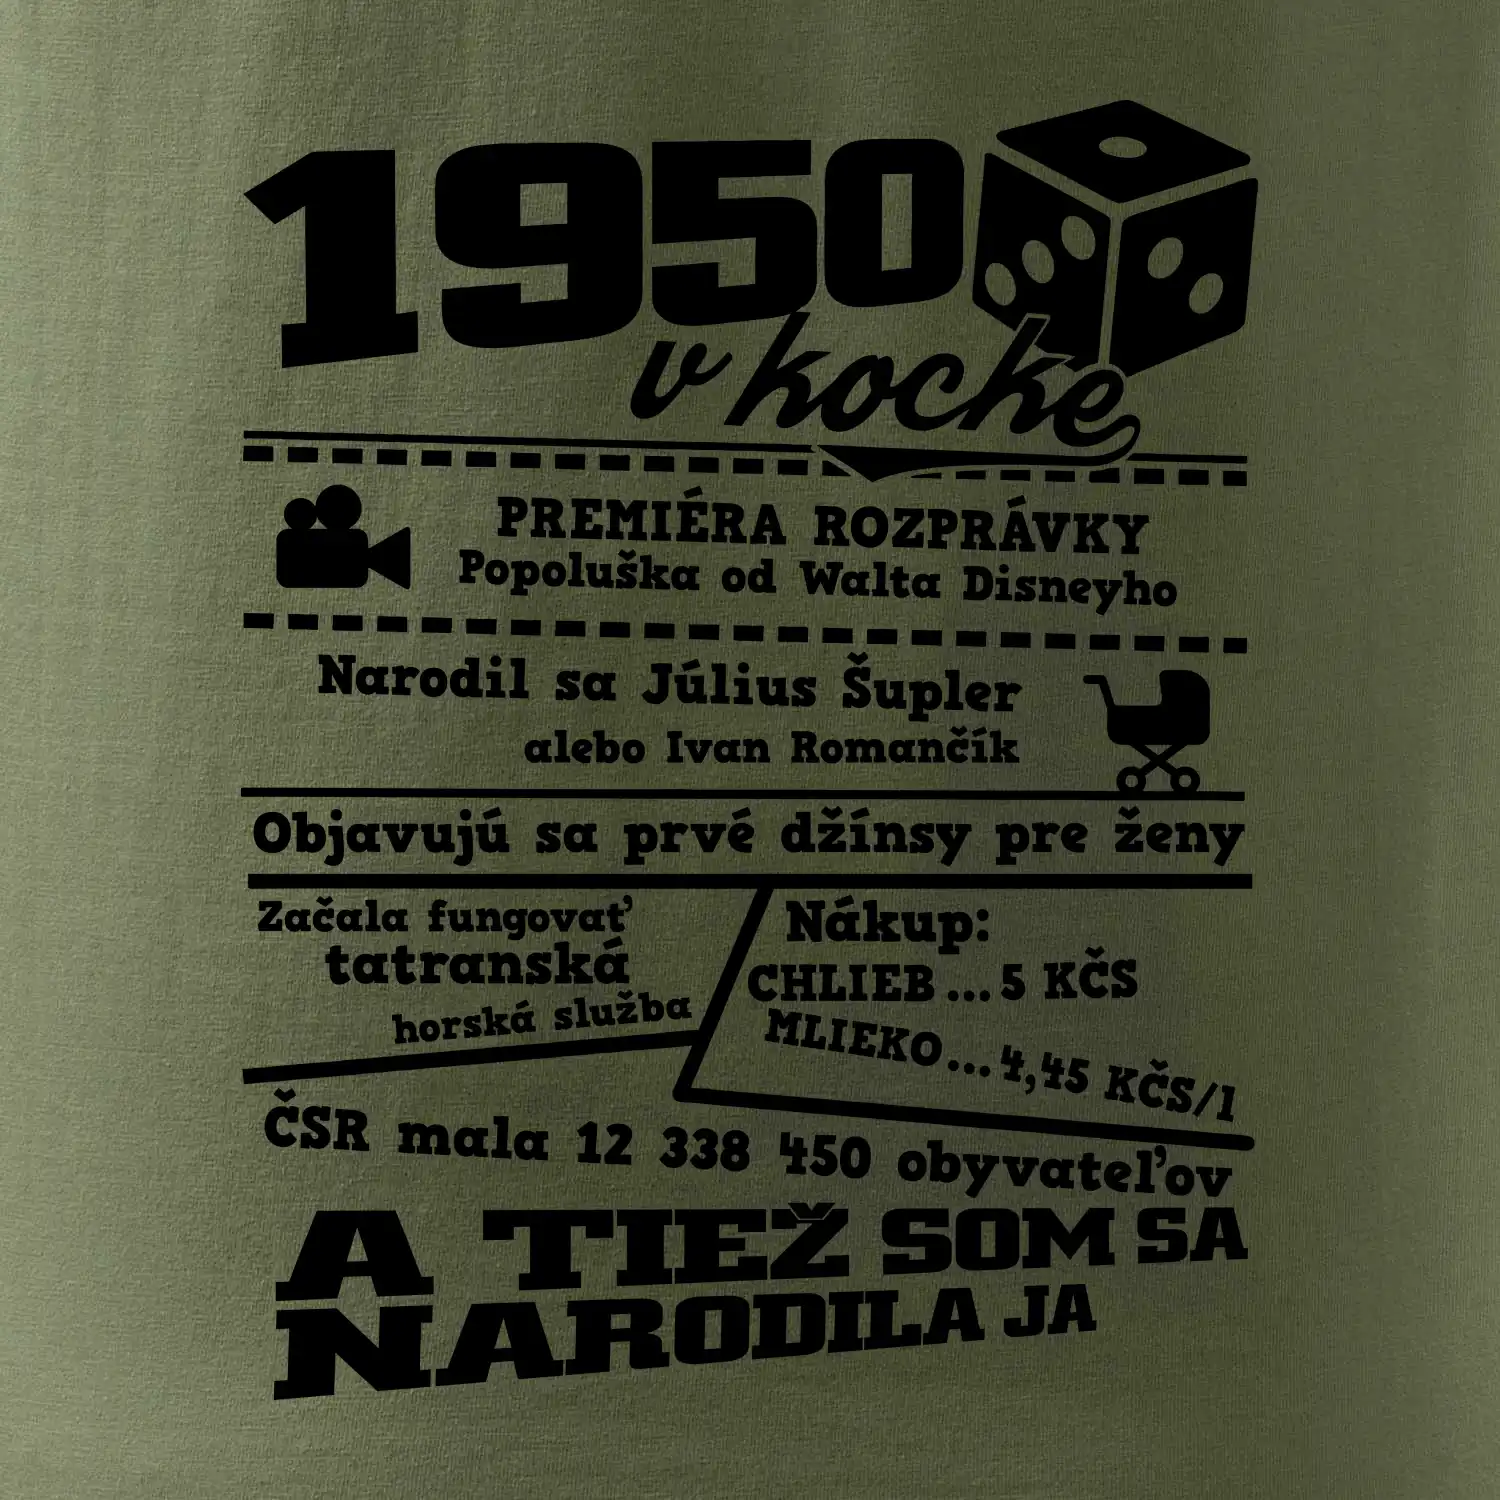 1950
v kocke
PREMIÉRA ROZPRÁVKY
Popoluška od Walta Disneyho
Narodil sa Július Šupler
alebo Ivan Romančík
Objavujú sa prvé džínsy pre ženy
Začala fungovať
tatranská
horská služba
Nákup:
CHLIEB...5 KČS
MLIEKO...4,45 KČS/l
ČSR mala 12 338 450 obyvateľov
A TIEŽ SOM SA
NARODILA JA